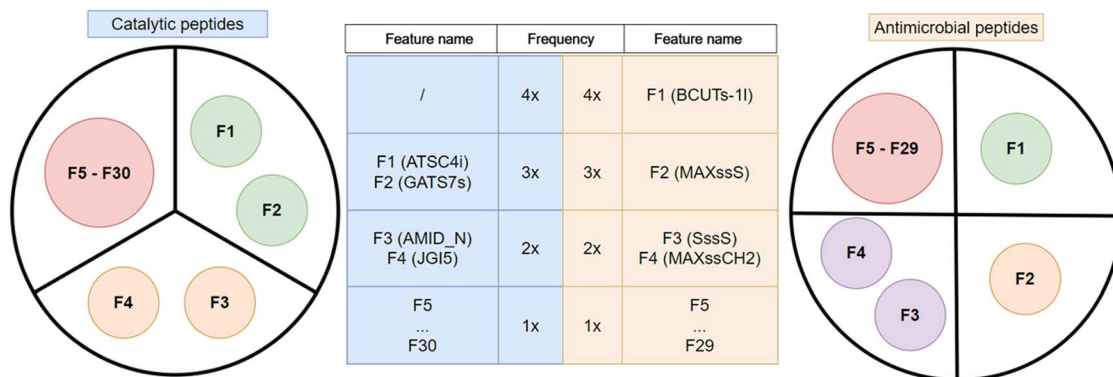 Catalytic peptides
F1
F5 - F30
F2
F4
F3
Feature name
Frequency
Feature name
/
4x
4x
F1 (BCUTs-1l)
F1 (ATSC4i)
F2 (GATS7s)
3x
3x
F2 (MAXssS)
F3 (AMID_N)
F4 (JGI5)
2x
2x
F3 (SssS)
F4 (MAXssCH2)
F5
...
F30
1x
1x
F5
...
F29
Antimicrobial peptides
F5 - F29
F1
F4
F3
F2